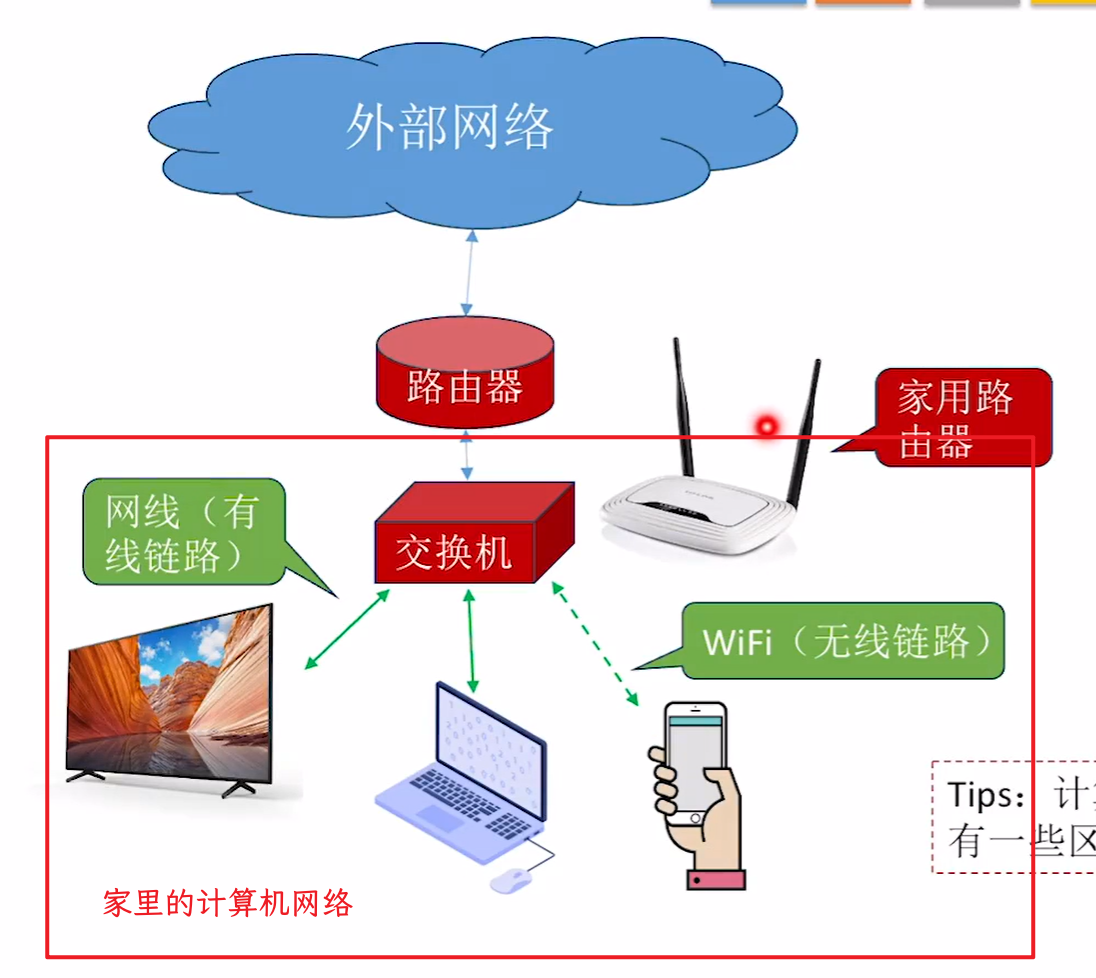 外部网络
路由器
家用路
由器
网线（有
线链路）
交换机
WiFi（无线链路）
Tips：计
有一些区
家里的计算机网络